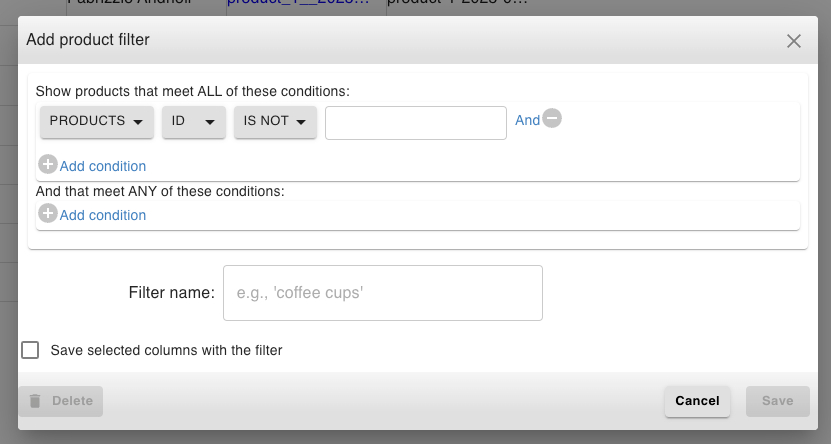 Add product filter
Show products that meet ALL of these conditions:
PRODUCTS ID IS NOT And
Add condition
And that meet ANY of these conditions:
Add condition
Filter name: e.g., 'coffee cups'
Save selected columns with the filter
Delete Cancel Save